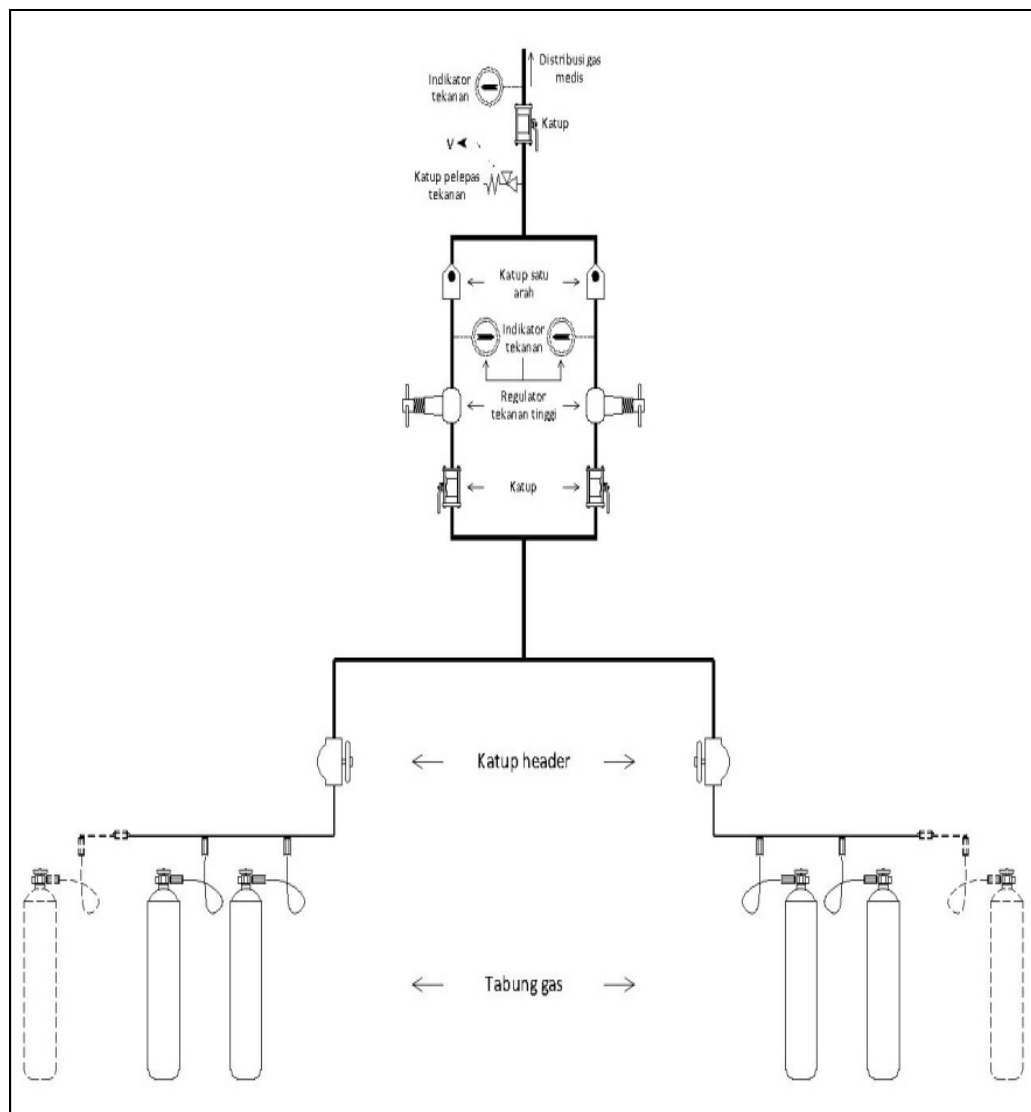 Distribusi gas
medis
Indikator
tekanan
Katup
V
Katup pelepas
tekanan
Katup satu
arah
Indikator
tekanan
Regulator
tekanan tinggi
Katup
Katup header
Tabung gas